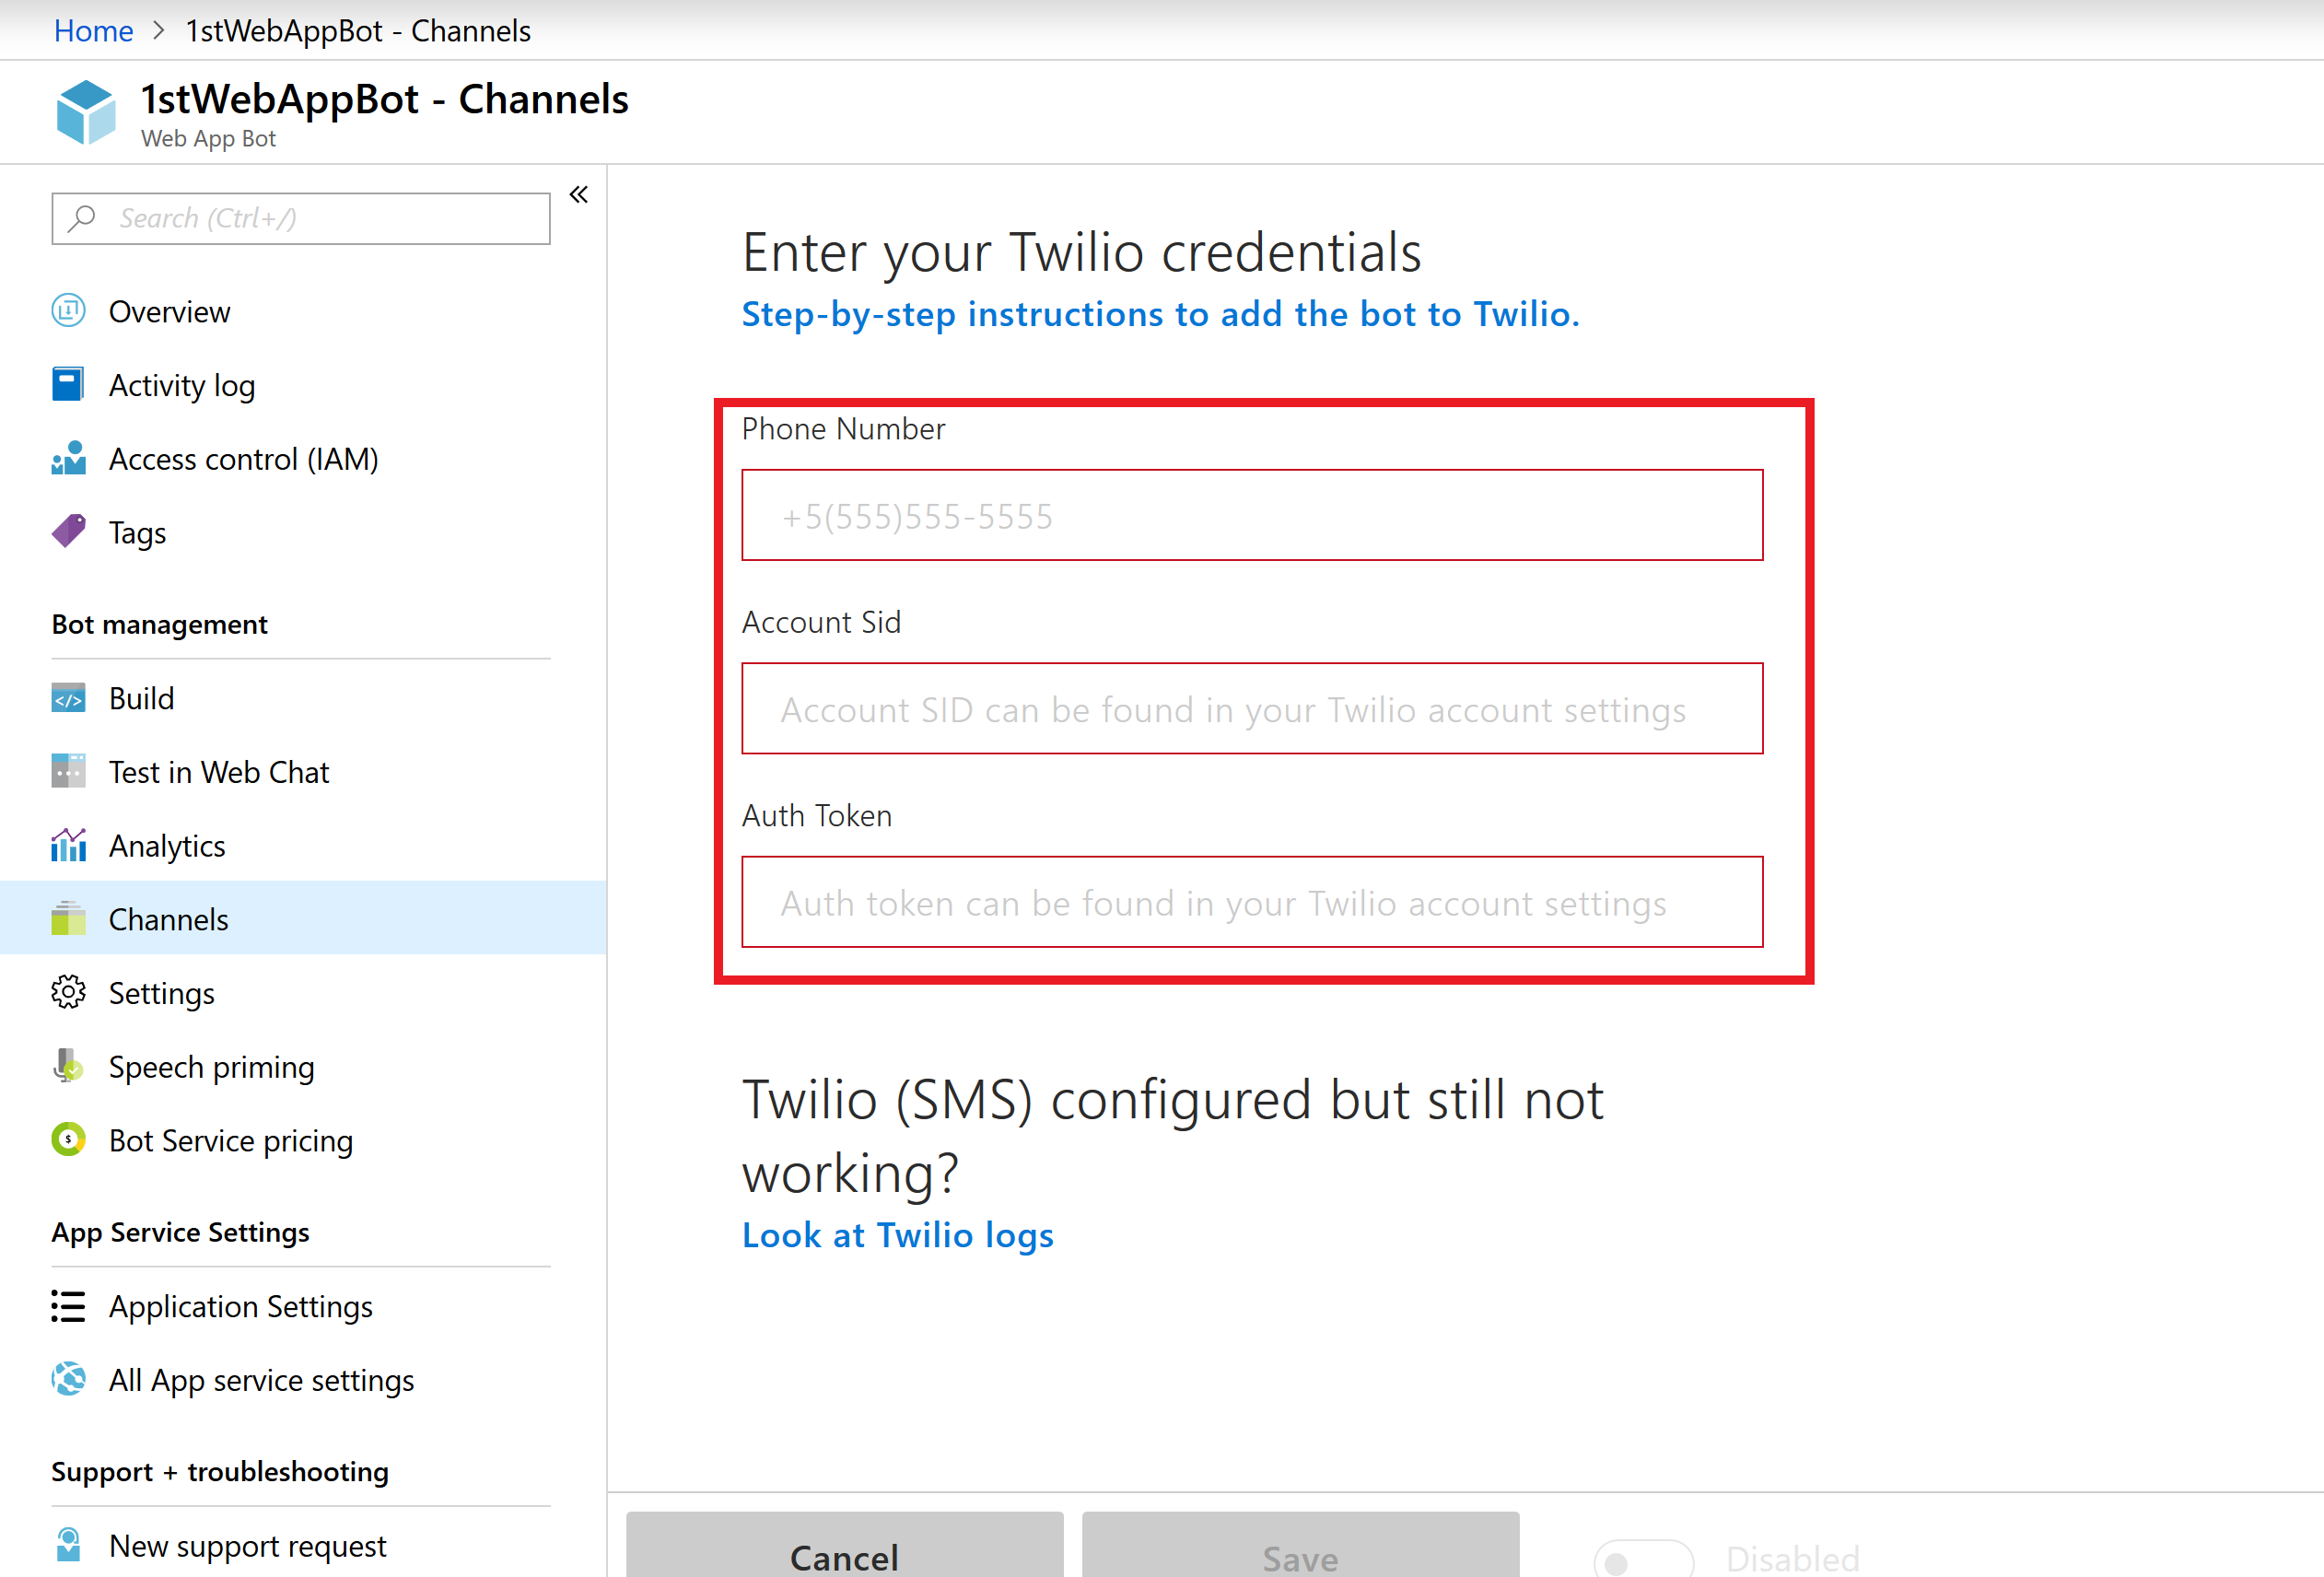 Home > 1stWebAppBot - Channels
1stWebAppBot - Channels
Web App Bot
Search (Ctrl+/)
Overview
Activity log
Access control (IAM)
Tags
Bot management
Build
Test in Web Chat
Analytics
Channels
Settings
Speech priming
Bot Service pricing
App Service Settings
Application Settings
All App service settings
Support + troubleshooting
New support request
Enter your Twilio credentials
Step-by-step instructions to add the bot to Twilio.
Phone Number
+5(555)555-5555
Account Sid
Account SID can be found in your Twilio account settings
Auth Token
Auth token can be found in your Twilio account settings
Twilio (SMS) configured but still not
working?
Look at Twilio logs
Cancel
Save
Disabled